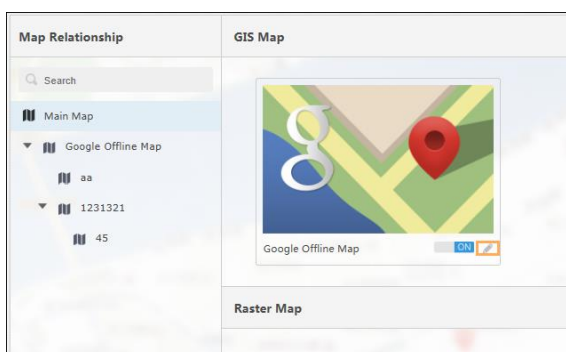 Map Relationship
GIS Map
Search
Main Map
Google Offline Map
aa
1231321
45
g
Google Offline Map
ON
Raster Map